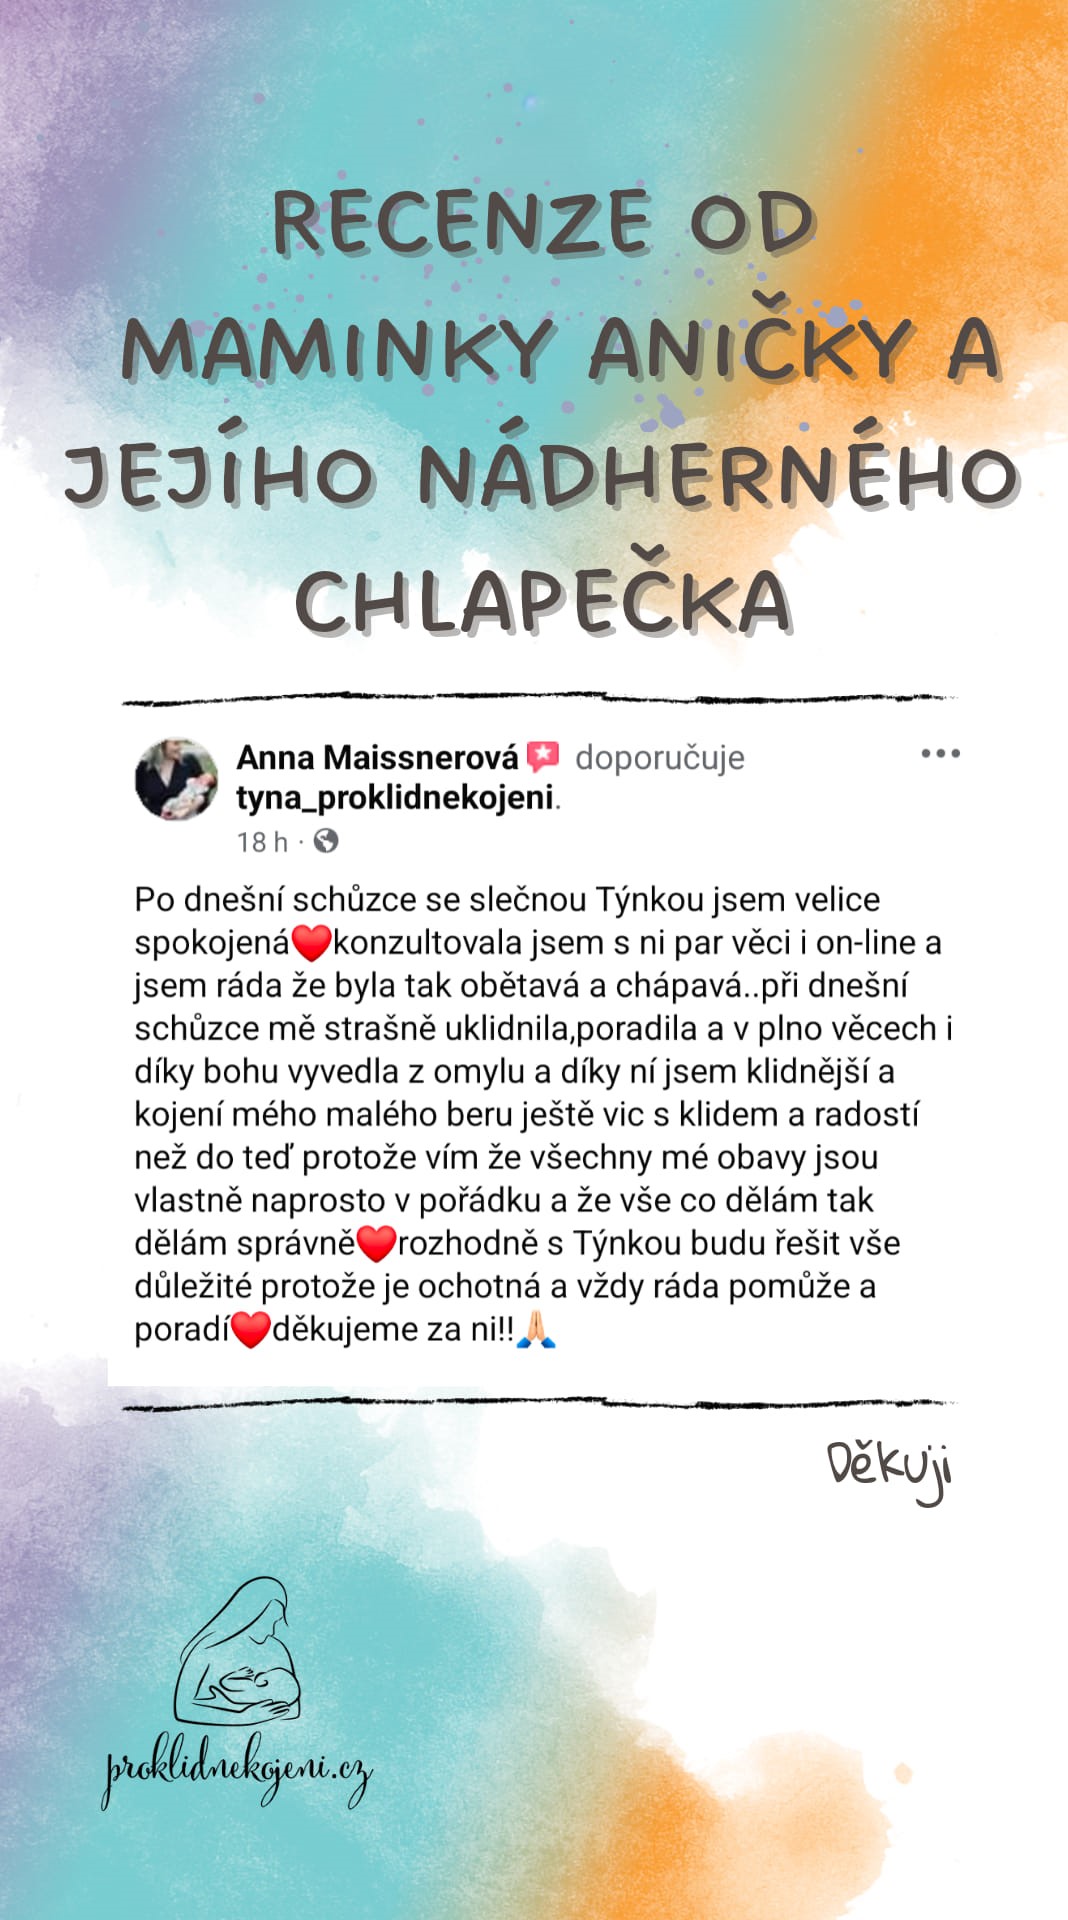 RECENZE OD
MAMINKY ANIČKY A
JEJÍHO NÁDHERNÉHO
CHLAPEČKA
Anna Maissnerová doporučuje
tyna_proklidnekojeni.
18 h ·
Po dnešní schůzce se slečnou Týnkou jsem velice
spokojená❤️konzultovala jsem s ni par věci i on-line a
jsem ráda že byla tak obětavá a chápavá..při dnešní
schůzce mě strašně uklidnila,poradila a v plno věcech i
díky bohu vyvedla z omylu a díky ní jsem klidnější a
kojení mého malého beru ještě vic s klidem a radostí
než do teď protože vím že všechny mé obavy jsou
vlastně naprosto v pořádku a že vše co dělám tak
dělám správně❤️rozhodně s Týnkou budu řešit vše
důležité protože je ochotná a vždy ráda pomůže a
poradí❤️děkujeme za ni!!🙏🏼
Děkuji
proklidnekojeni.cz